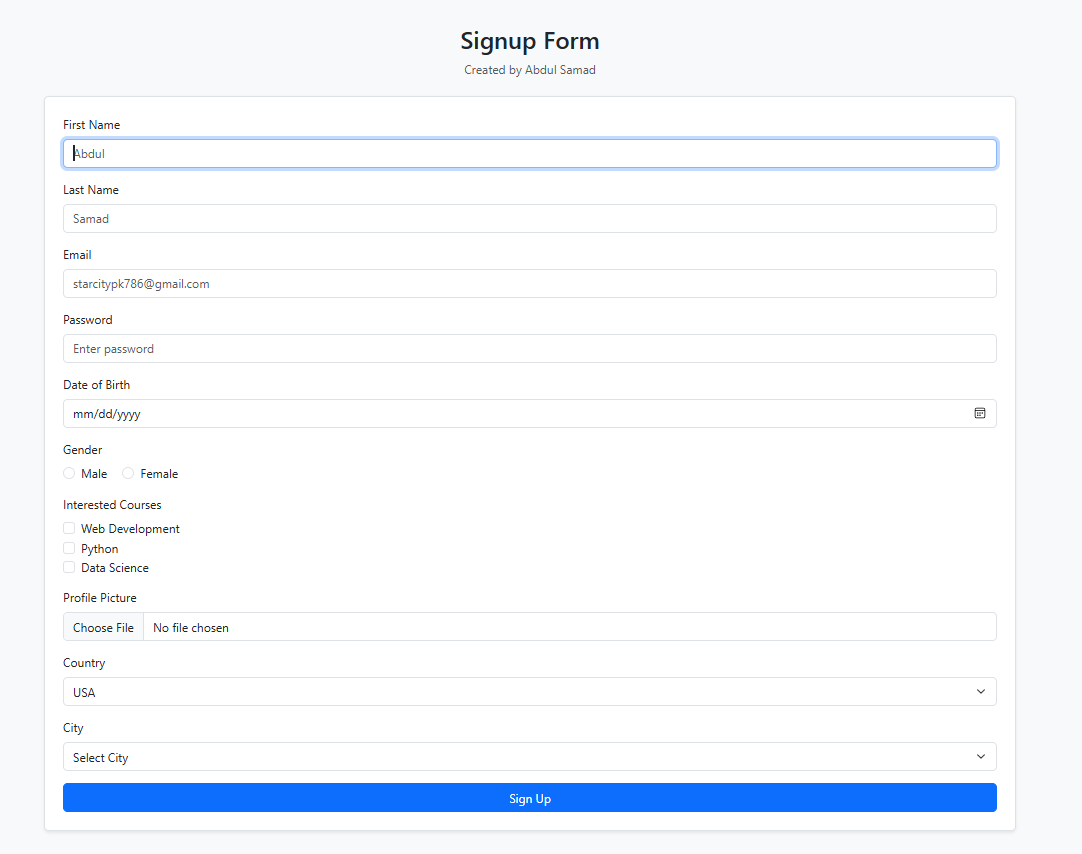 Signup Form
Created by Abdul Samad
First Name
Abdul
Last Name
Samad
Email
starcitypk786@gmail.com
Password
Enter password
Date of Birth
mm/dd/yyyy
Gender
Male Female
Interested Courses
Web Development
Python
Data Science
Profile Picture
Choose File No file chosen
Country
USA
City
Select City
Sign Up